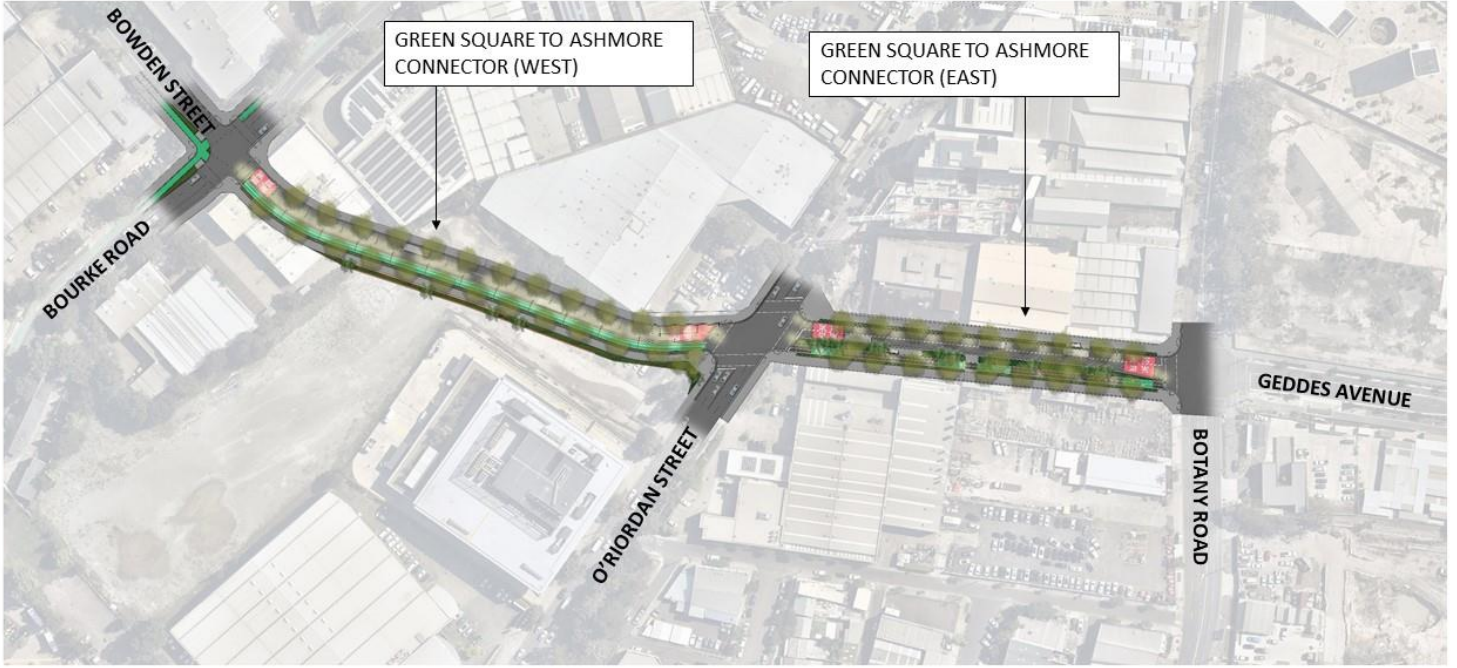 BOWDEN STREET
GREEN SQUARE TO ASHMORE
CONNECTOR (WEST)
GREEN SQUARE TO ASHMORE
CONNECTOR (EAST)
BOURKE ROAD
GEDDES AVENUE
O'RIORDAN STREET
BOTANY ROAD